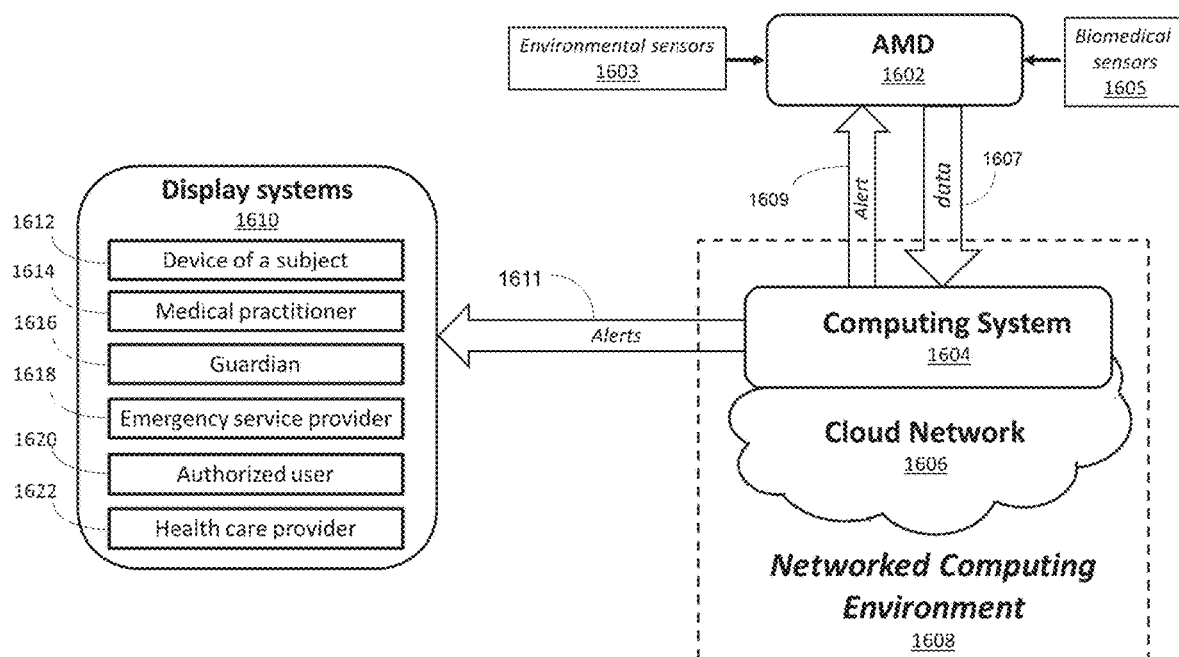 Environmental sensors
1603
AMD
1602
Biomedical
sensors
1605
1609
Alert
data
1607
Display systems
1610
1612
Device of a subject
1614
Medical practitioner
1616
Guardian
1618
Emergency service provider
1620
Authorized user
1622
Health care provider
1611
Alerts
Computing System
1604
Cloud Network
1606
Networked Computing
Environment
1608